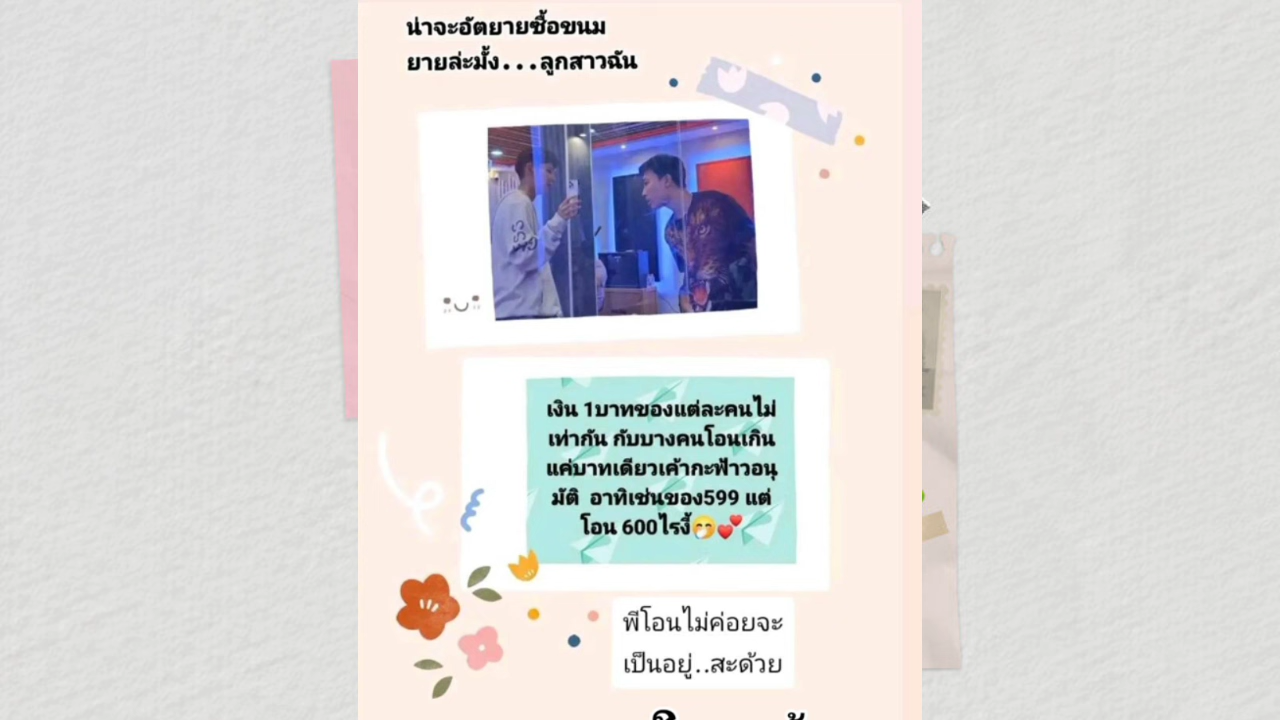 น่าจะอัตยายซื้อขนม
ยายล่ะมั้ง...ลูกสาวฉัน
เงิน 1บาทของแต่ละคนไม่
เท่ากัน กับบางคนโอนเกิน
แค่บาทเดียวเค้ากะฟ้าวอนุ
มัติ อาทิเช่นของ599 แต่
โอน 600ไรงี้🤭💕
พีโอนไม่ค่อยจะ
เป็นอยู่..สะด้วย